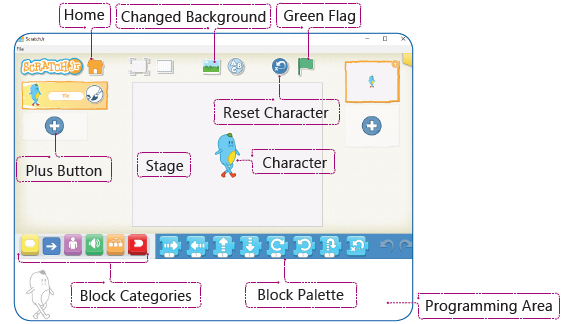 Home
Changed Background
Green Flag
ScratchJr
File
SCRATCHJr
Reset Character
Stage
Character
Plus Button
Block Categories
Block Palette
Programming Area